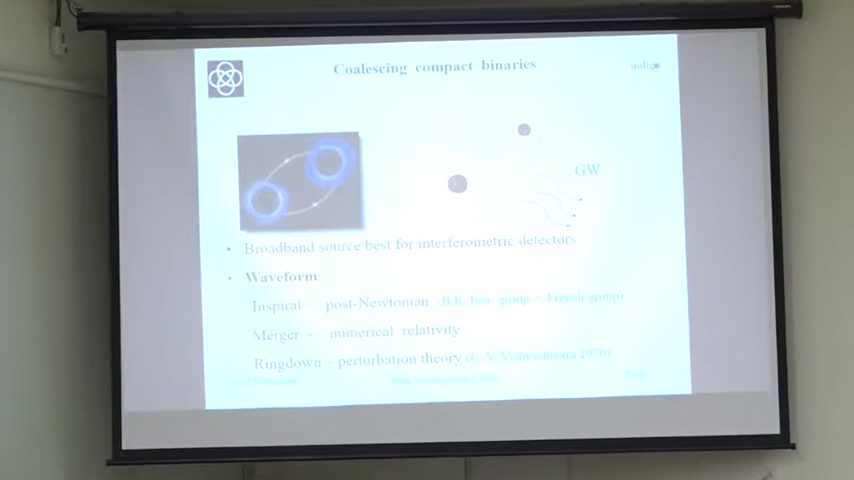 Coalescing compact binaries
indigo
GW
• Broadband source best for interferometric detectors
• Waveform:
Inspiral – post-Newtonian (B.R. Iyer group + French group)
Merger - numerical relativity
Ringdown – perturbation theory (C. V. Vishveshwara 1970)